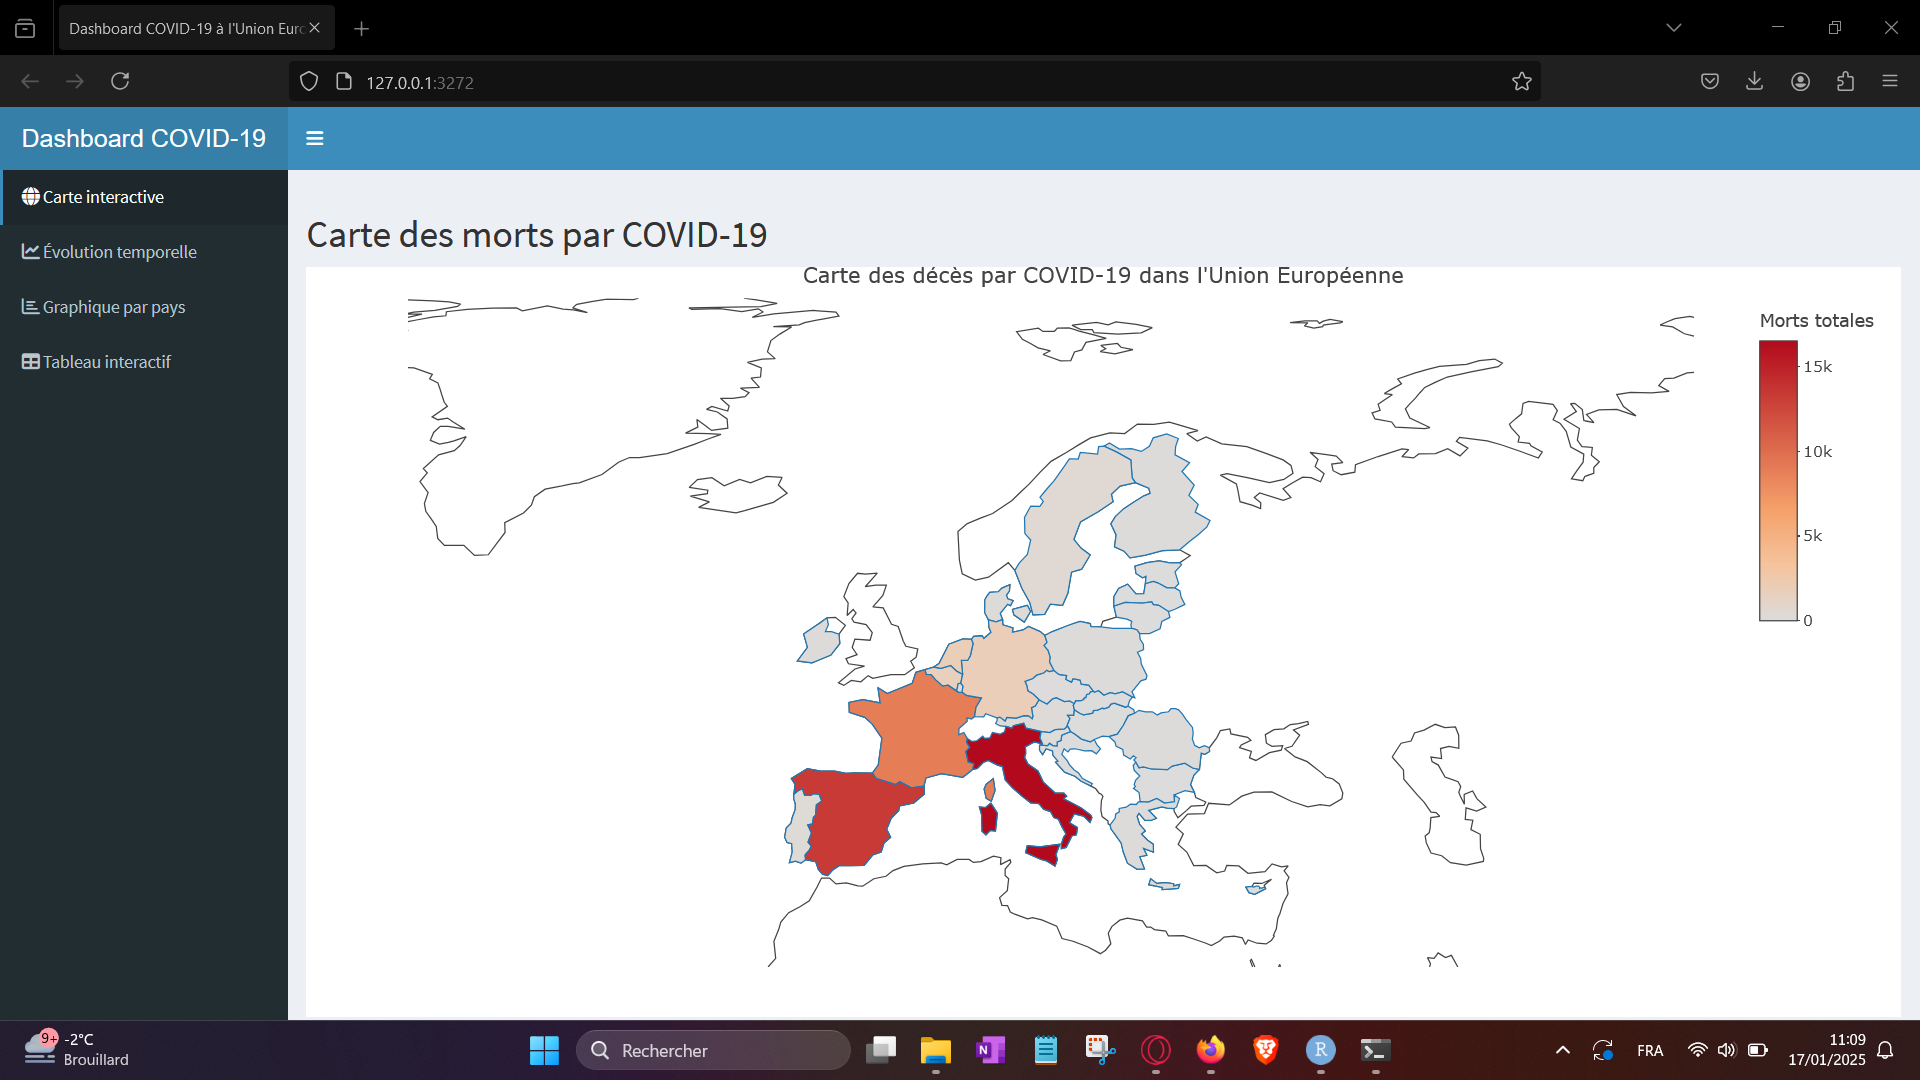 Dashboard COVID-19 à l'Union Euro
127.0.0.1:3272
Dashboard COVID-19
Carte interactive
Évolution temporelle
Graphique par pays
Tableau interactif
Carte des morts par COVID-19
Carte des décès par COVID-19 dans l'Union Européenne
Morts totales
15k
10k
5k
0
9+
-2°C
Brouillard
Rechercher
N
R
FRA
11:09
17/01/2025